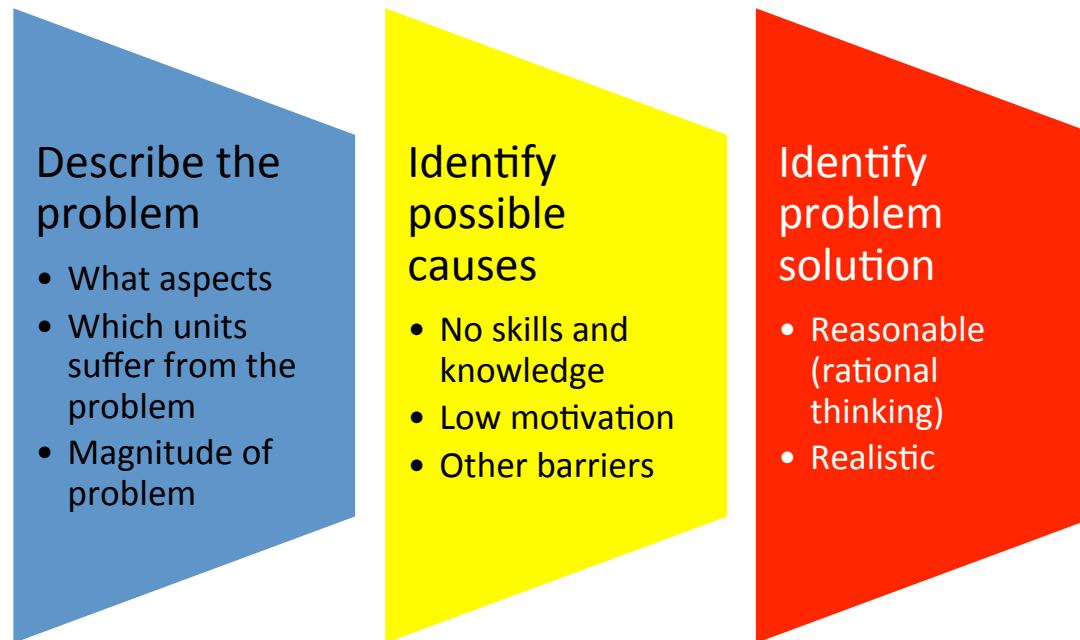 Describe the
problem
• What aspects
• Which units
suffer from the
problem
• Magnitude of
problem
Identify
possible
causes
• No skills and
knowledge
• Low motivation
• Other barriers
Identify
problem
solution
• Reasonable
(rational
thinking)
• Realistic